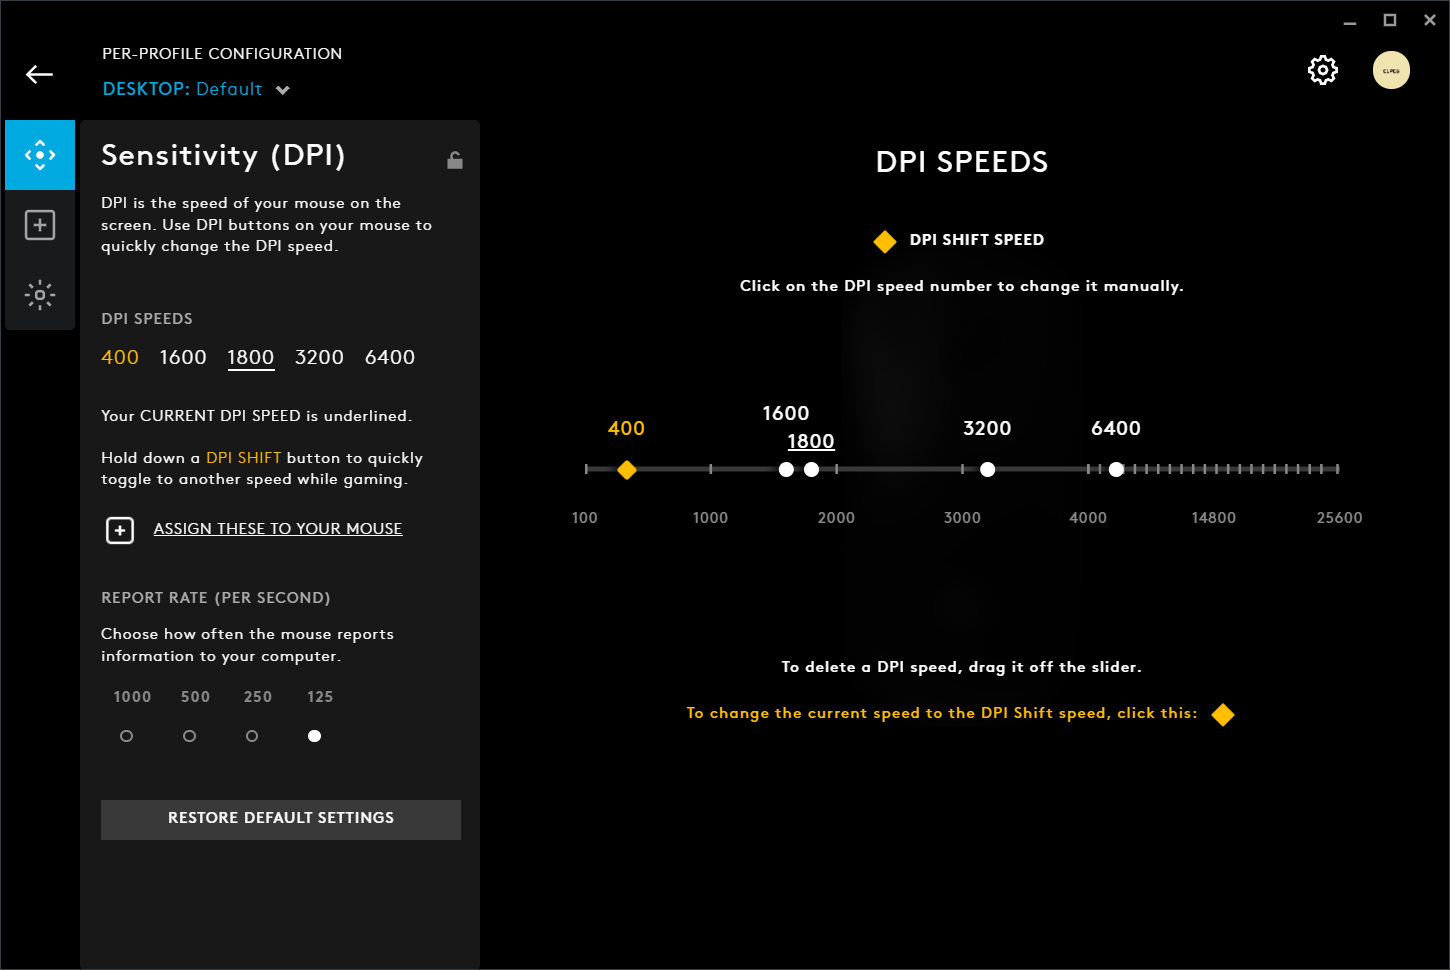 PER-PROFILE CONFIGURATION
DESKTOP: Default
Sensitivity (DPI)
DPI is the speed of your mouse on the
screen. Use DPI buttons on your mouse to
quickly change the DPI speed.
DPI SPEEDS
400 1600 1800 3200 6400
Your CURRENT DPI SPEED is underlined.
Hold down a DPI SHIFT button to quickly
toggle to another speed while gaming.
ASSIGN THESE TO YOUR MOUSE
REPORT RATE (PER SECOND)
Choose how often the mouse reports
information to your computer.
1000 500 250 125
RESTORE DEFAULT SETTINGS
DPI SPEEDS
DPI SHIFT SPEED
Click on the DPI speed number to change it manually.
400 1600 1800 3200 6400
100 1000 2000 3000 4000 14800 25600
To delete a DPI speed, drag it off the slider.
To change the current speed to the DPI Shift speed, click this: